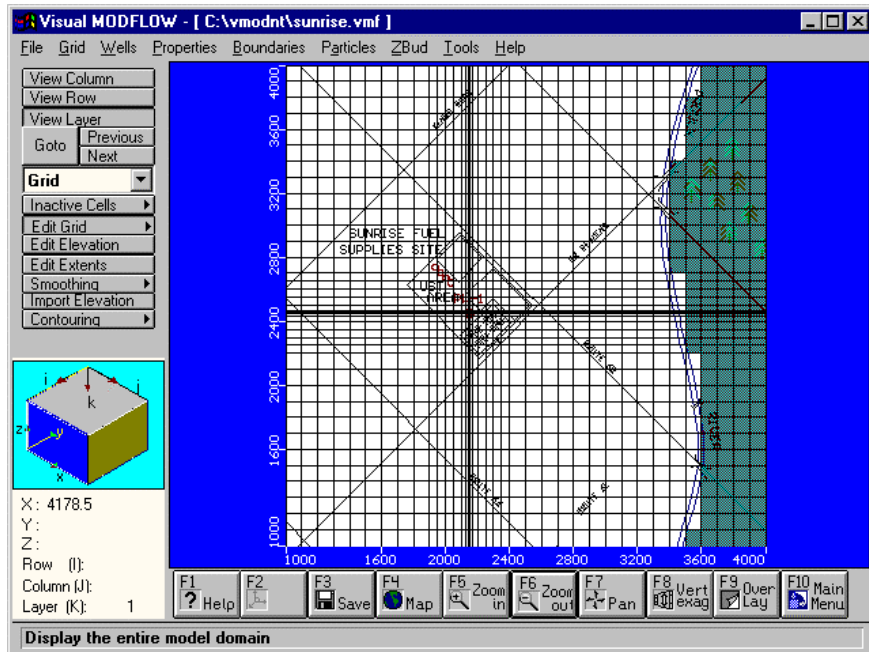 Visual MODFLOW - [ C:\vmodnt\sunrise.vmf ]
File Grid Wells Properties Boundaries Particles ZBud Tools Help
View Column
View Row
View Layer
Goto Previous
Next
Grid
Inactive Cells
Edit Grid
Edit Elevation
Edit Extents
Smoothing
Import Elevation
Contouring
i j
k
z y
x
X : 4178.5
Y :
Z :
Row (I):
Column (J):
Layer (K): 1
4000
3600
3200
2800
2400
2000
1600
1000
1000 1600 2000 2400 2800 3200 3600 4000
SUNRISE FUEL
SUPPLIES SITE
UST
AREA
RIVER
F1 ? Help
F2
F3 Save
F4 Map
F5 Zoom in
F6 Zoom out
F7 Pan
F8 Vert exag
F9 Over Lay
F10 Main Menu
Display the entire model domain